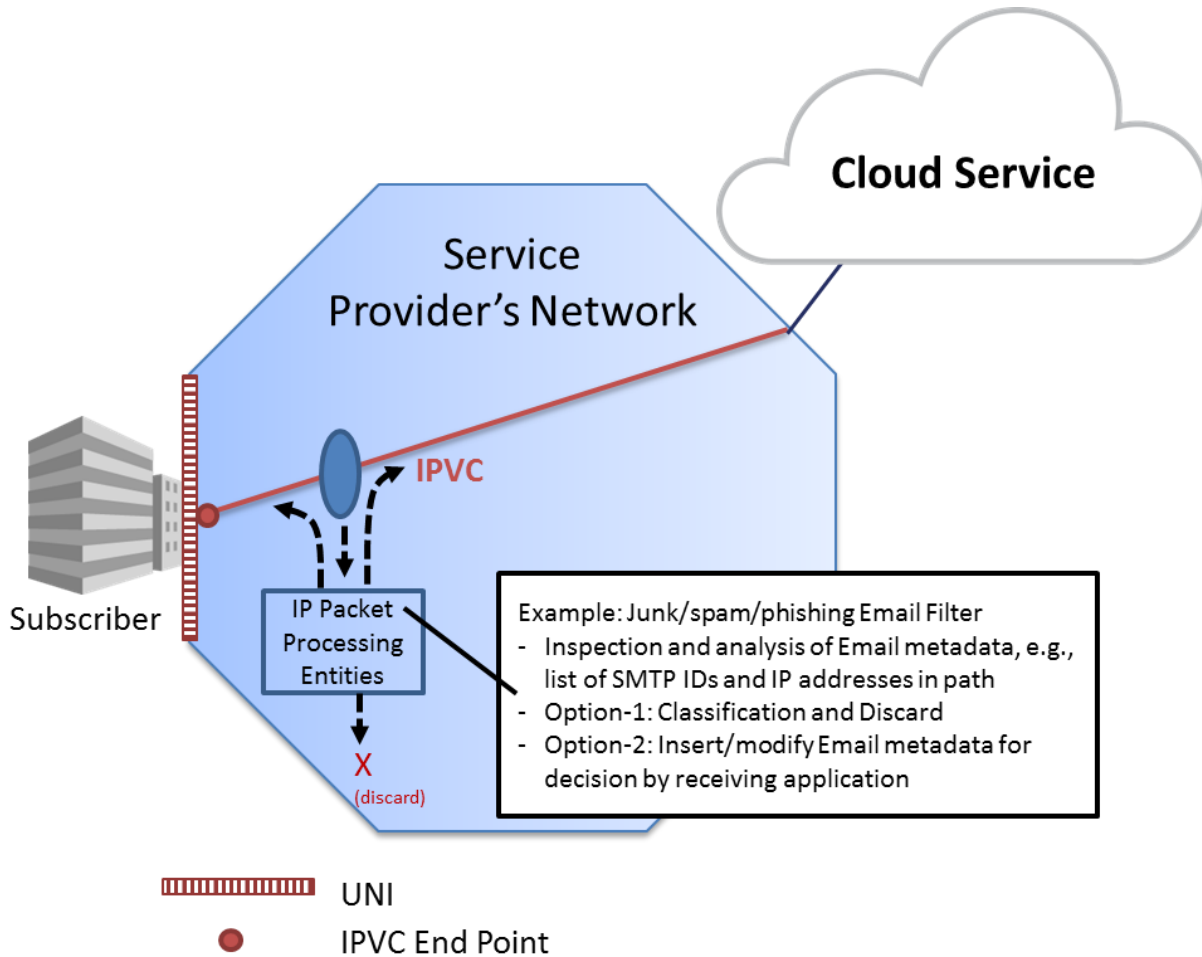 Cloud Service
Service
Provider's Network
IPVC
Subscriber
IP Packet
Processing
Entities
X
(discard)
Example: Junk/spam/phishing Email Filter
- Inspection and analysis of Email metadata, e.g.,
list of SMTP IDs and IP addresses in path
- Option-1: Classification and Discard
- Option-2: Insert/modify Email metadata for
decision by receiving application
UNI
IPVC End Point